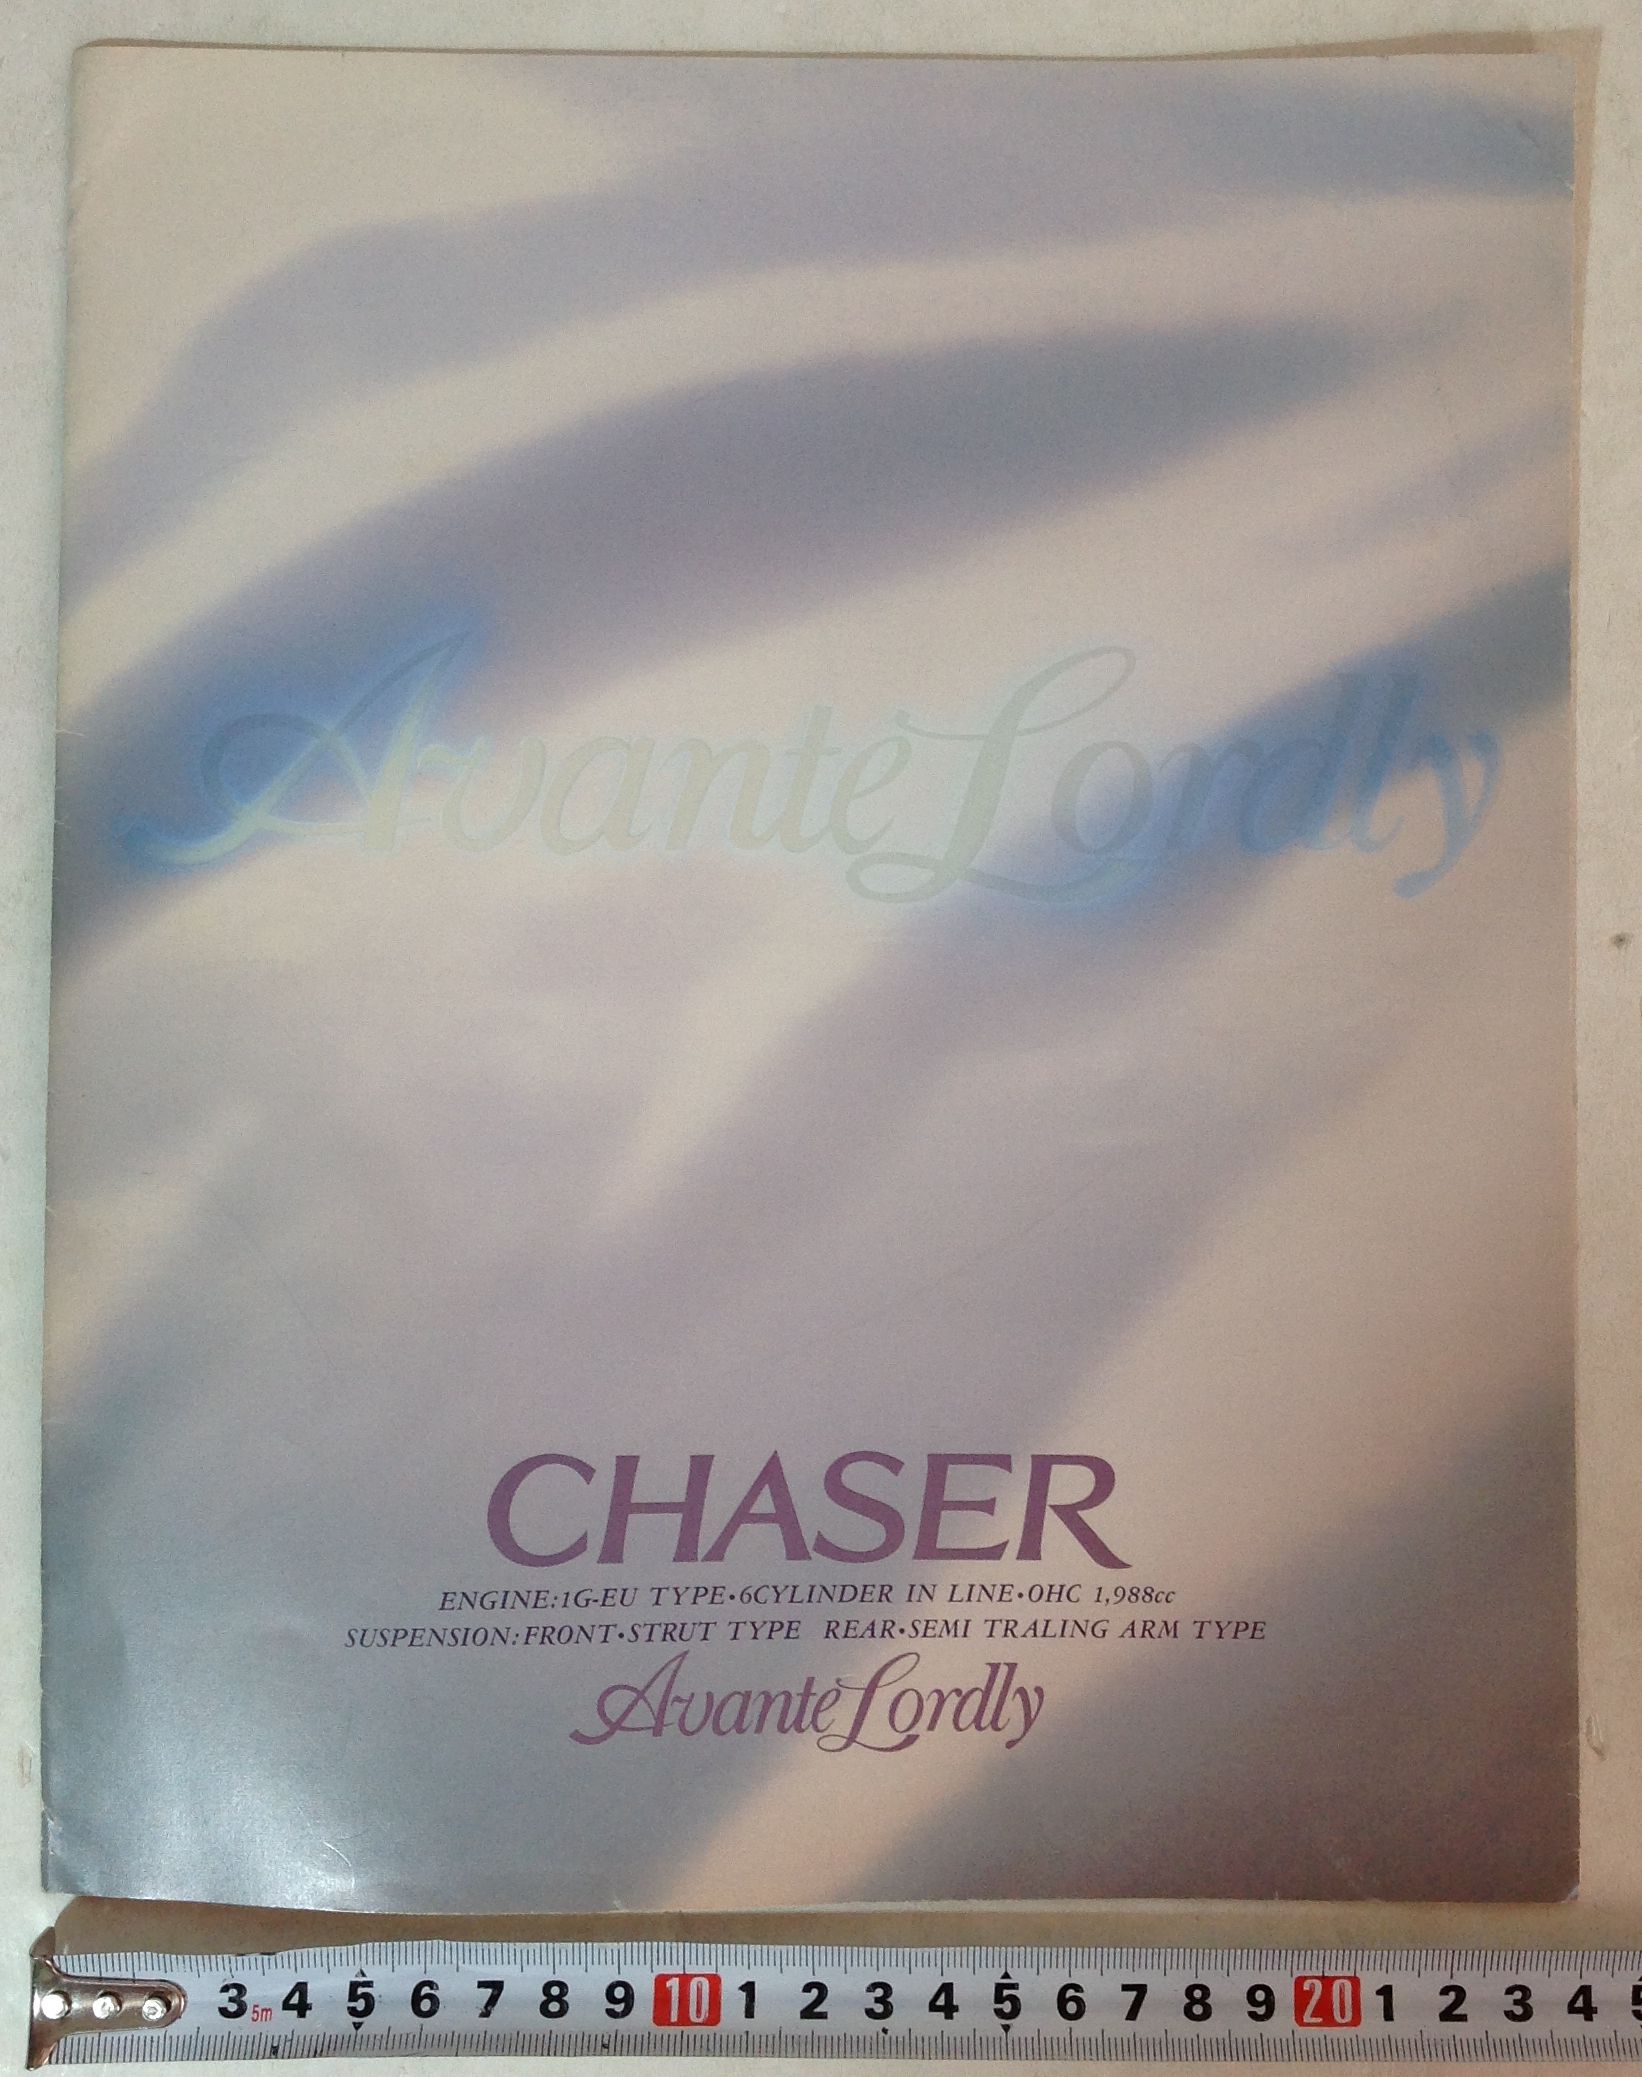 Avante Lordly
CHASER
ENGINE:1G-EU TYPE•6CYLINDER IN LINE•OHC 1,988cc
SUSPENSION:FRONT•STRUT TYPE REAR•SEMI TRALING ARM TYPE
Avante Lordly
3 5m 4 5 6 7 8 9 10 1 2 3 4 5 6 7 8 9 20 1 2 3 4 5